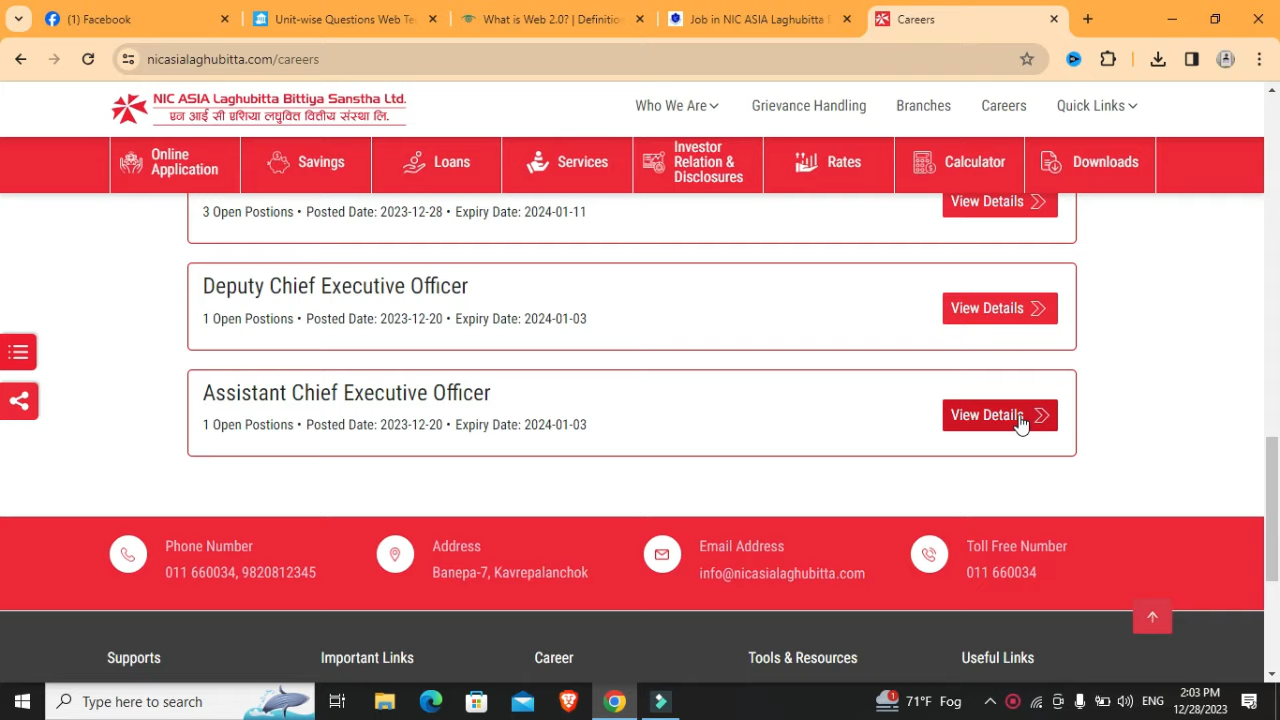 (1) Facebook
Unit-wise Questions Web Te
What is Web 2.0? | Definition
Job in NIC ASIA Laghubitta
Careers
nicasialaghubitta.com/careers
NIC ASIA Laghubitta Bittiya Sanstha Ltd.
एन आई सी एशिया लघुवित्त वित्तीय संस्था लि.
Who We Are
Grievance Handling
Branches
Careers
Quick Links
Online
Application
Savings
Loans
Services
Investor
Relation &
Disclosures
Rates
Calculator
Downloads
3 Open Postions • Posted Date: 2023-12-28 • Expiry Date: 2024-01-11
View Details
Deputy Chief Executive Officer
1 Open Postions • Posted Date: 2023-12-20 • Expiry Date: 2024-01-03
View Details
Assistant Chief Executive Officer
1 Open Postions • Posted Date: 2023-12-20 • Expiry Date: 2024-01-03
View Details
Phone Number
011 660034, 9820812345
Address
Banepa-7, Kavrepalanchok
Email Address
info@nicasialaghubitta.com
Toll Free Number
011 660034
Supports
Important Links
Career
Tools & Resources
Useful Links
Type here to search
1
71°F Fog
ENG
2:03 PM
12/28/2023